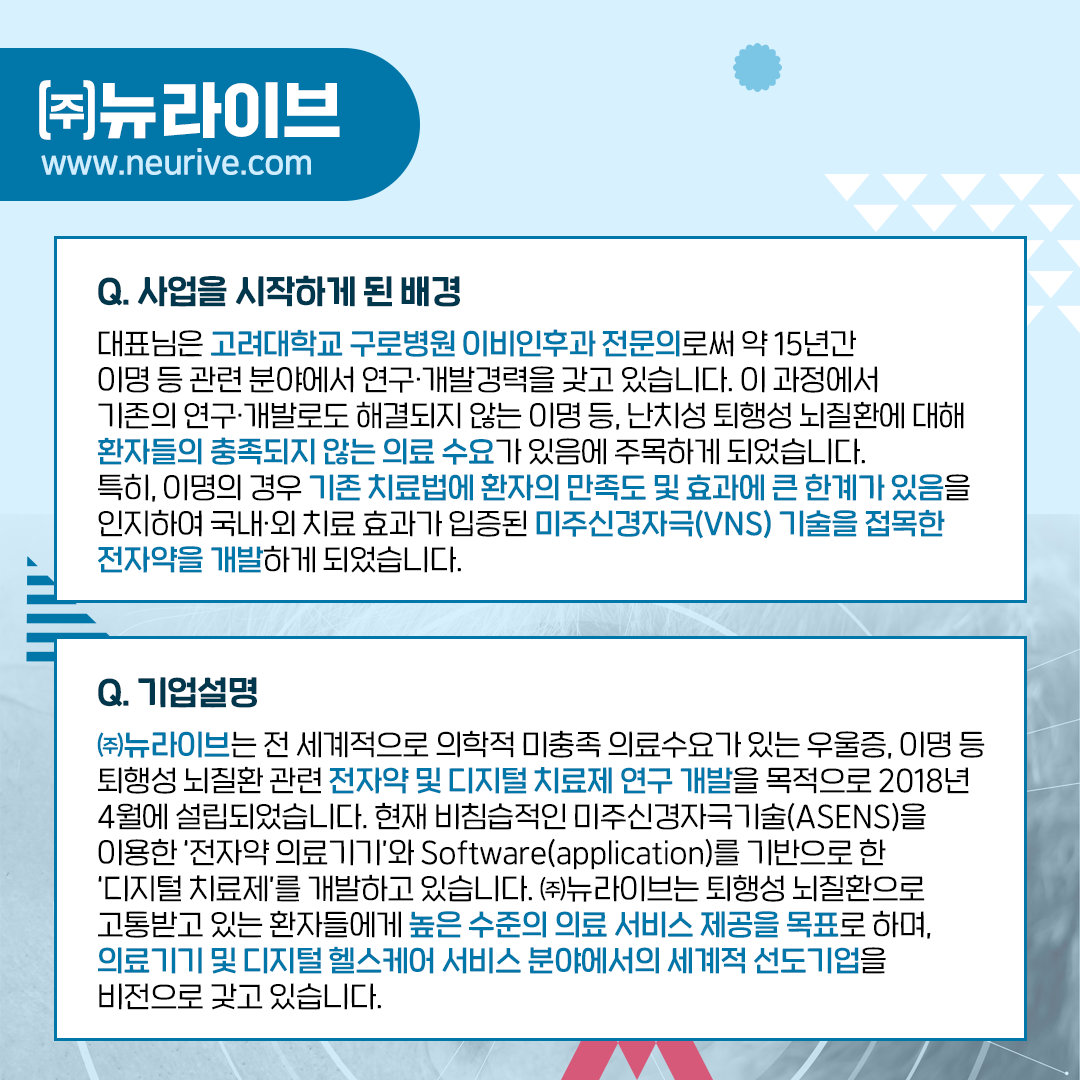 ㈜뉴라이브
www.neurive.com
Q. 사업을 시작하게 된 배경
대표님은 고려대학교 구로병원 이비인후과 전문의로써 약 15년간
이명 등 관련 분야에서 연구·개발경력을 갖고 있습니다. 이 과정에서
기존의 연구·개발로도 해결되지 않는 이명 등, 난치성 퇴행성 뇌질환에 대해
환자들의 충족되지 않는 의료 수요가 있음에 주목하게 되었습니다.
특히, 이명의 경우 기존 치료법에 환자의 만족도 및 효과에 큰 한계가 있음을
인지하여 국내·외 치료 효과가 입증된 미주신경자극(VNS) 기술을 접목한
전자약을 개발하게 되었습니다.
Q. 기업설명
㈜뉴라이브는 전 세계적으로 의학적 미충족 의료수요가 있는 우울증, 이명 등
퇴행성 뇌질환 관련 전자약 및 디지털 치료제 연구 개발을 목적으로 2018년
4월에 설립되었습니다. 현재 비침습적인 미주신경자극기술(ASENS)을
이용한 '전자약 의료기기'와 Software(application)를 기반으로 한
'디지털 치료제'를 개발하고 있습니다. ㈜뉴라이브는 퇴행성 뇌질환으로
고통받고 있는 환자들에게 높은 수준의 의료 서비스 제공을 목표로 하며,
의료기기 및 디지털 헬스케어 서비스 분야에서의 세계적 선도기업을
비전으로 갖고 있습니다.